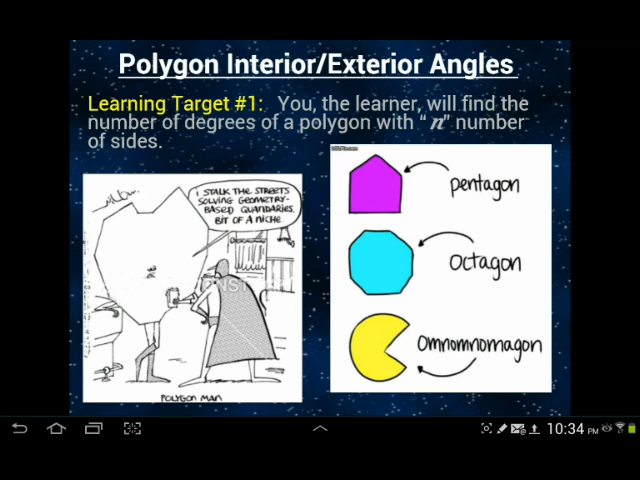 Polygon Interior/Exterior Angles
Learning Target #1: You, the learner, will find the
number of degrees of a polygon with “ n” number
of sides.
I STALK THE STREETS
SOLVING GEOMETRY-
BASED QUANDARIES.
BIT OF A NICHE
POLYGON MAN
pentagon
Octagon
Omnomnomagon
10:34 PM